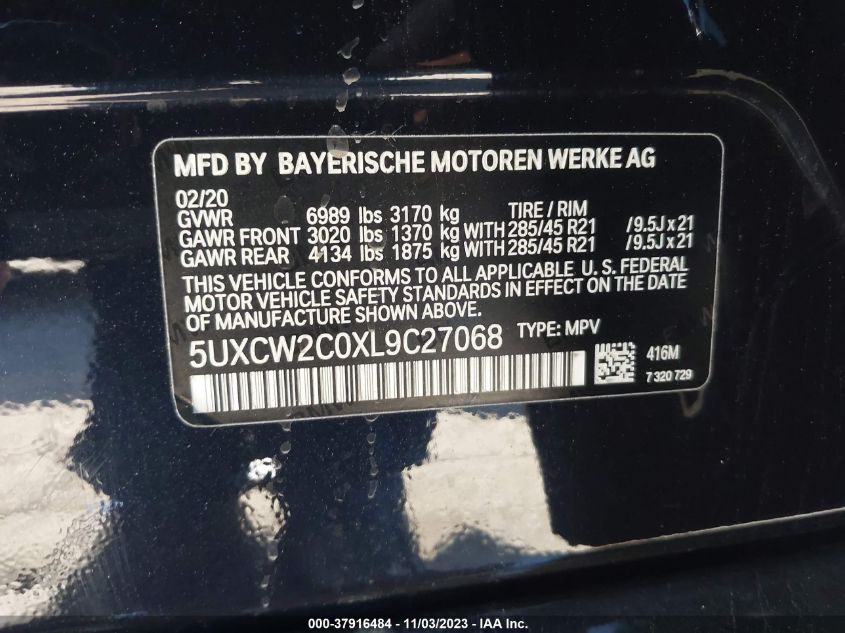 MFD BY BAYERISCHE MOTOREN WERKE AG
02/20
GVWR 6989 lbs 3170 kg TIRE / RIM
GAWR FRONT 3020 lbs 1370 kg WITH 285/45 R21 /9.5J x 21
GAWR REAR 4134 lbs 1875 kg WITH 285/45 R21 /9.5J x 21
THIS VEHICLE CONFORMS TO ALL APPLICABLE U. S. FEDERAL
MOTOR VEHICLE SAFETY STANDARDS IN EFFECT ON THE DATE
OF MANUFACTURE SHOWN ABOVE.
5UXCW2C0XL9C27068 TYPE: MPV
416M
7 320 729
000-37916484 - 11/03/2023 - IAA Inc.